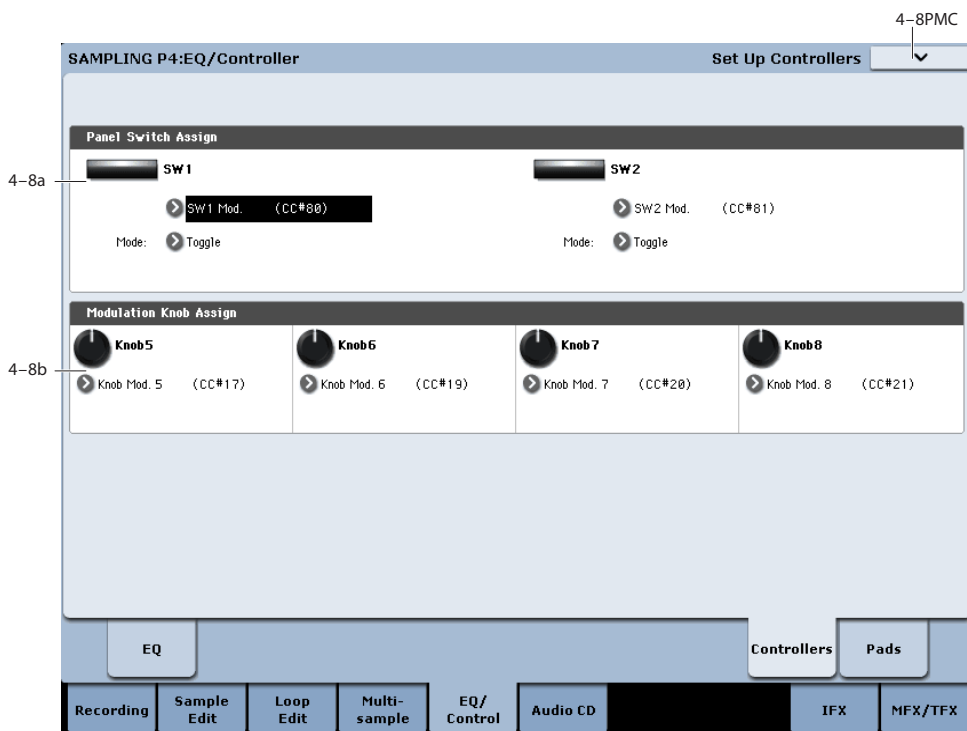 4–8PMC
SAMPLING P4:EQ/Controller Set Up Controllers
Panel Switch Assign
4–8a
SW1 SW2
SW1 Mod. (CC#80) SW2 Mod. (CC#81)
Mode: Toggle Mode: Toggle
Modulation Knob Assign
Knob5 Knob6 Knob7 Knob8
4–8b
Knob Mod. 5 (CC#17) Knob Mod. 6 (CC#19) Knob Mod. 7 (CC#20) Knob Mod. 8 (CC#21)
EQ Controllers Pads
Recording Sample Edit Loop Edit Multi-sample EQ/Control Audio CD IFX MFX/TFX